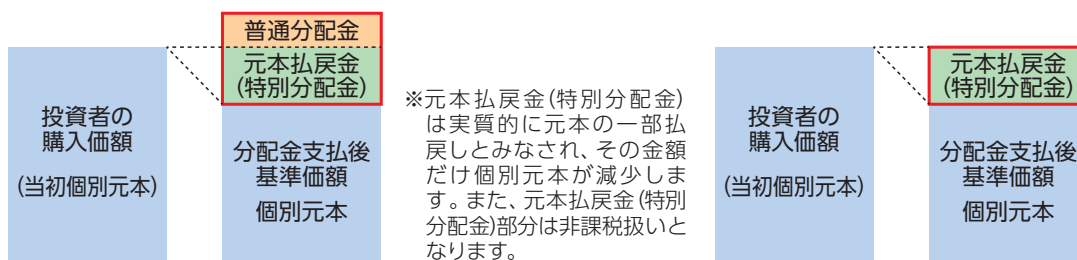 普通分配金
元本払戻金
(特別分配金)
投資者の
購入価額
(当初個別元本)
分配金支払後
基準価額
個別元本
※元本払戻金(特別分配金)
は実質的に元本の一部払
戻しとみなされ、その金額
だけ個別元本が減少しま
す。また、元本払戻金(特別
分配金)部分は非課税扱いと
なります。
元本払戻金
(特別分配金)
投資者の
購入価額
(当初個別元本)
分配金支払後
基準価額
個別元本